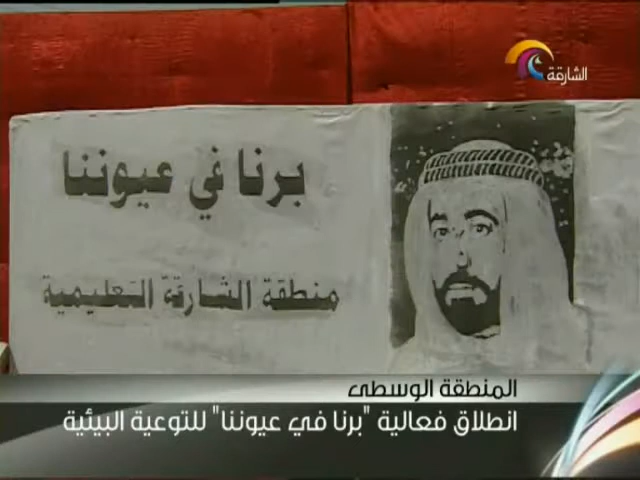 الشارقة
برنا في عيوننا
منطقة الشارقة التعليمية
المنطقة الوسطى
انطلاق فعالية "برنا في عيوننا" للتوعية البيئية